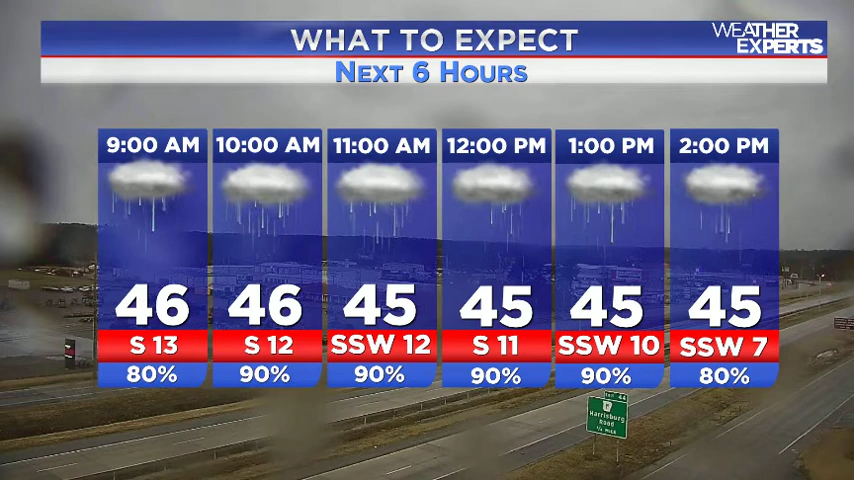 WHAT TO EXPECT
WEATHER
EXPERTS
NEXT 6 HOURS
9:00 AM 10:00 AM 11:00 AM 12:00 PM 1:00 PM 2:00 PM
46 46 45 45 45 45
S 13 S 12 SSW 12 S 11 SSW 10 SSW 7
80% 90% 90% 90% 90% 80%
EXIT 44
Harrisburg
Road